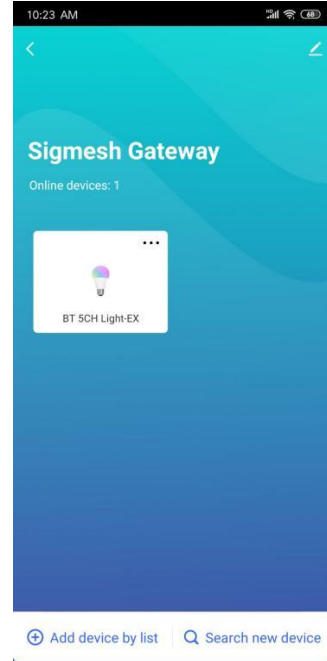 10:23 AM
68
Sigmesh Gateway
Online devices: 1
BT 5CH Light-EX
Add device by list
Search new device